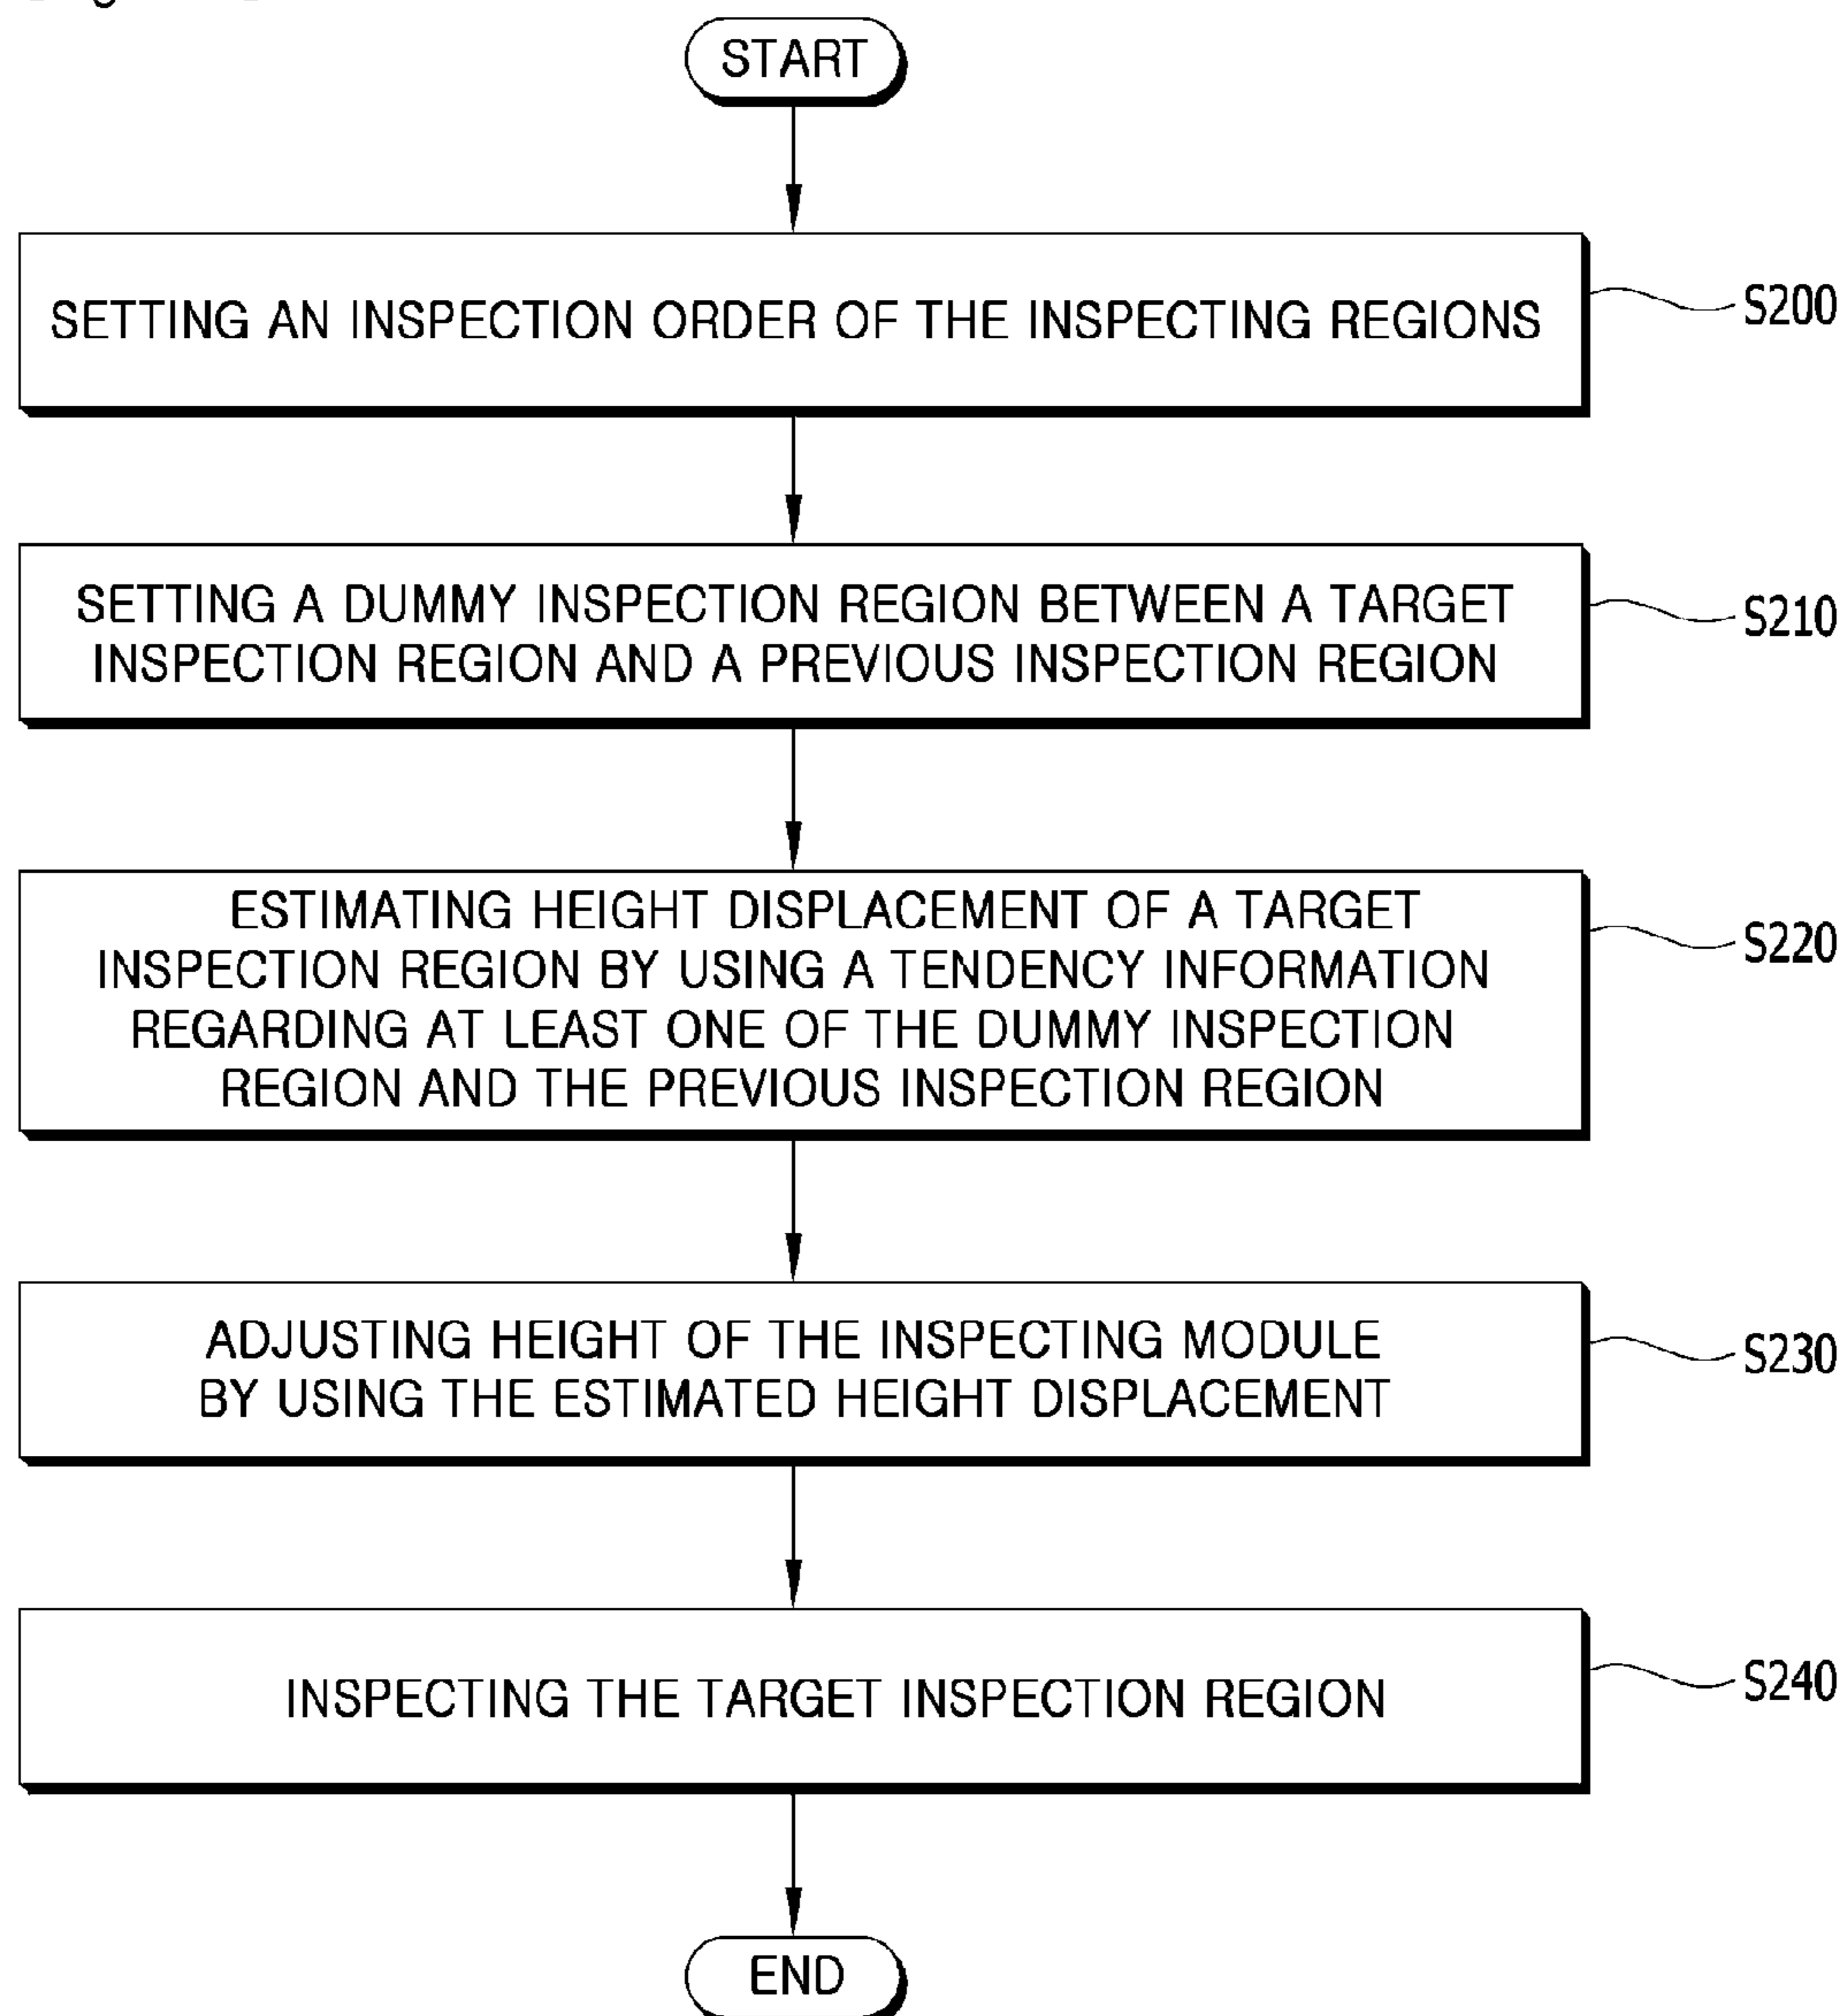 START
SETTING AN INSPECTION ORDER OF THE INSPECTING REGIONS
S200
SETTING A DUMMY INSPECTION REGION BETWEEN A TARGET
INSPECTION REGION AND A PREVIOUS INSPECTION REGION
S210
ESTIMATING HEIGHT DISPLACEMENT OF A TARGET
INSPECTION REGION BY USING A TENDENCY INFORMATION
REGARDING AT LEAST ONE OF THE DUMMY INSPECTION
REGION AND THE PREVIOUS INSPECTION REGION
S220
ADJUSTING HEIGHT OF THE INSPECTING MODULE
BY USING THE ESTIMATED HEIGHT DISPLACEMENT
S230
INSPECTING THE TARGET INSPECTION REGION
S240
END